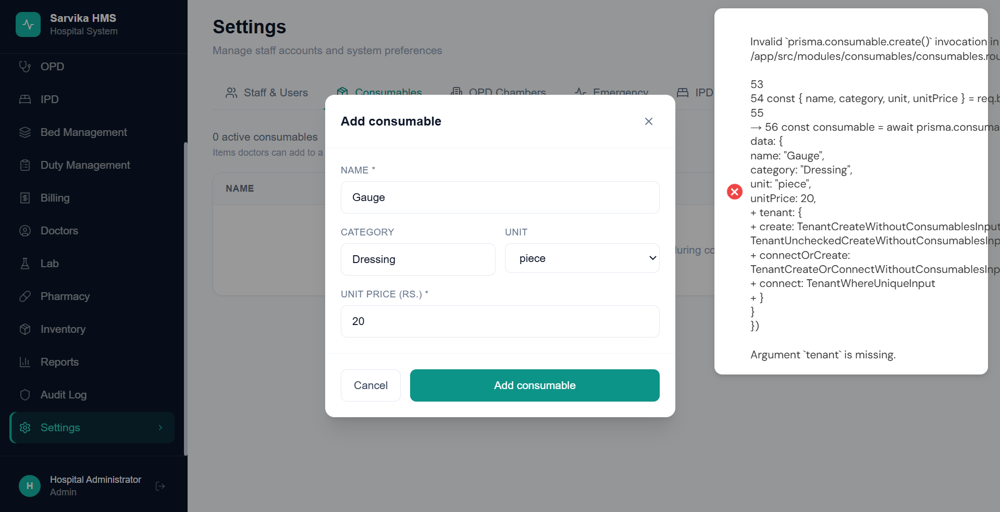 Sarvika HMS
Hospital System
OPD
IPD
Bed Management
Duty Management
Billing
Doctors
Lab
Pharmacy
Inventory
Reports
Audit Log
Settings
H
Hospital Administrator
Admin
Settings
Manage staff accounts and system preferences
Staff & Users
Consumables
OPD Chambers
Emergency
IPD
0 active consumables
Items doctors can add to a
NAME
during co
Add consumable
NAME *
Gauge
CATEGORY
UNIT
Dressing
piece
UNIT PRICE (RS.) *
20
Cancel
Add consumable
Invalid `prisma.consumable.create()` invocation in
/app/src/modules/consumables/consumables.rou
53
54 const { name, category, unit, unitPrice } = req.b
55
→ 56 const consumable = await prisma.consuma
data: {
name: "Gauge",
category: "Dressing",
unit: "piece",
unitPrice: 20,
+ tenant: {
+ create: TenantCreateWithoutConsumablesInput
TenantUncheckedCreateWithoutConsumablesInp
+ connectOrCreate:
TenantCreateOrConnectWithoutConsumablesInp
+ connect: TenantWhereUniqueInput
+ }
}
})
Argument `tenant` is missing.